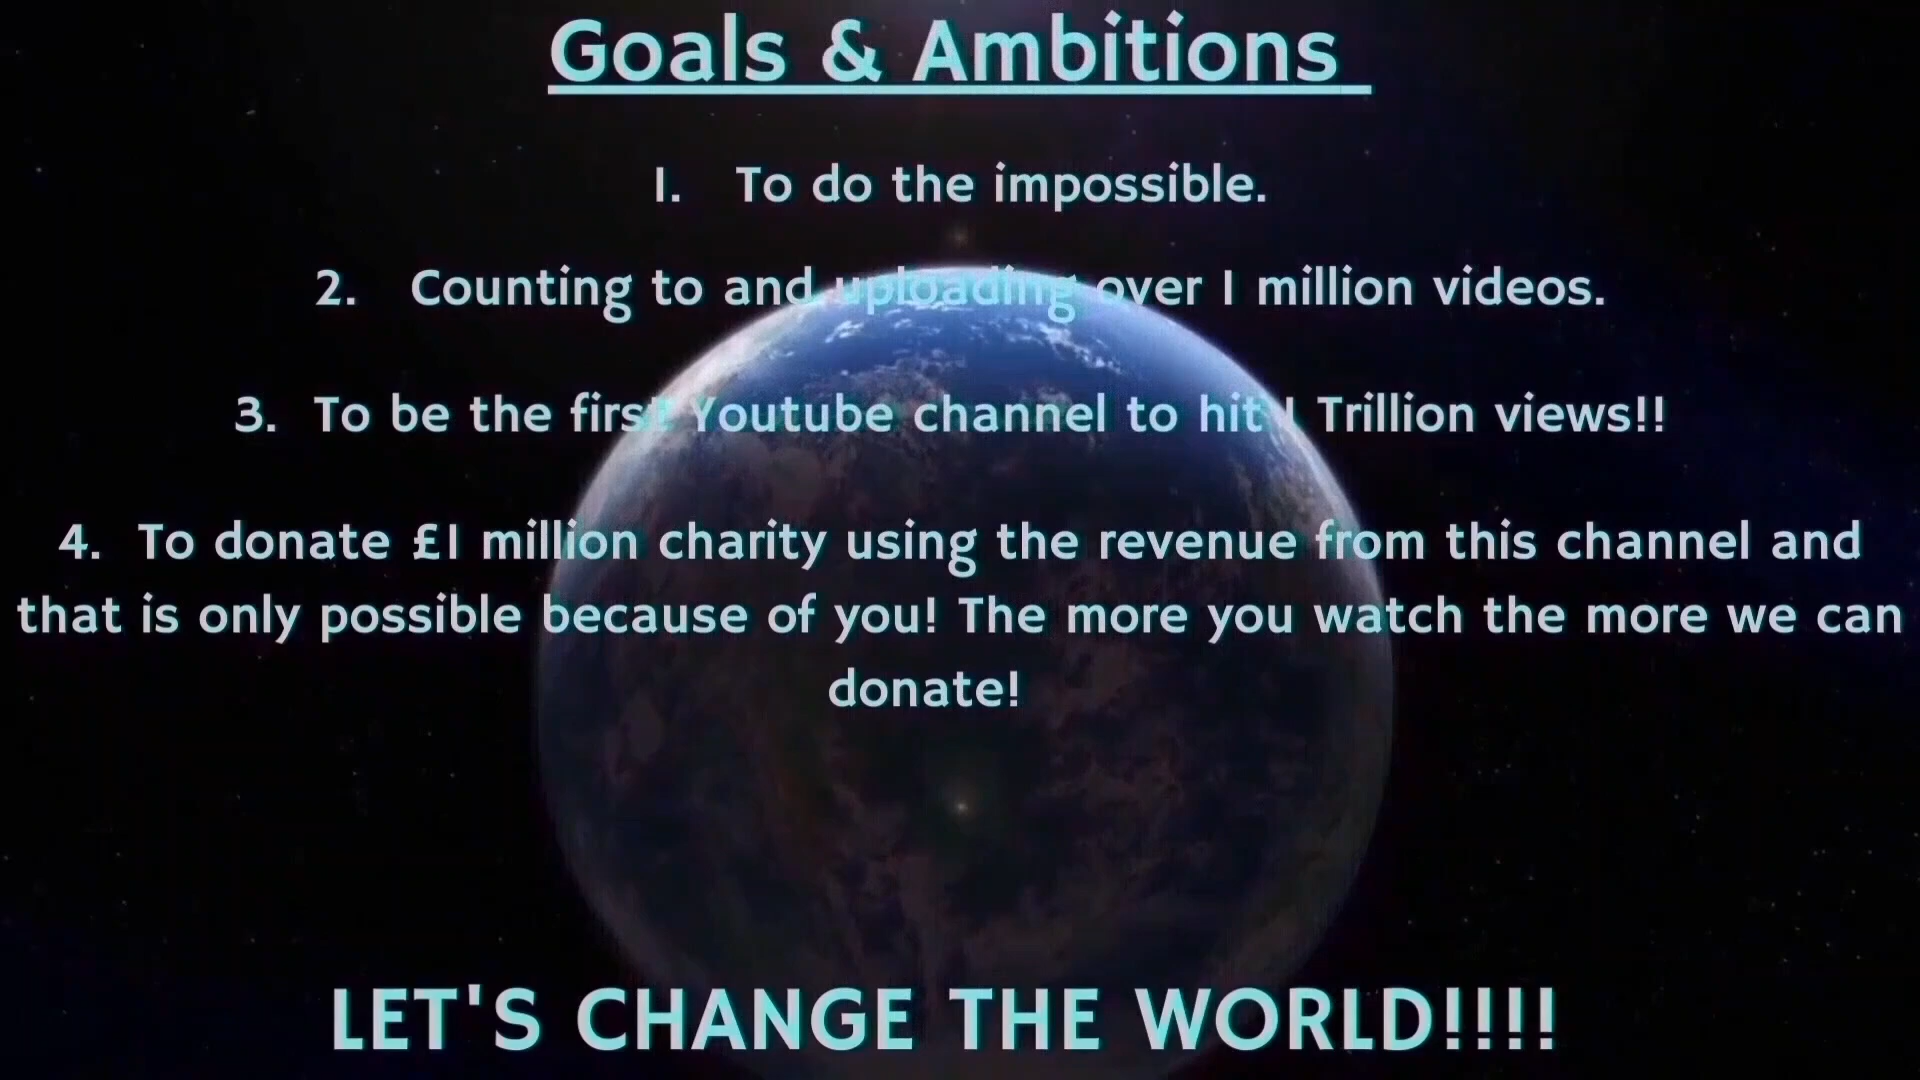 Goals & Ambitions
1. To do the impossible.
2. Counting to and uploading over 1 million videos.
3. To be the first Youtube channel to hit 1 Trillion views!!
4. To donate £1 million charity using the revenue from this channel and
that is only possible because of you! The more you watch the more we can
donate!
LET'S CHANGE THE WORLD!!!!